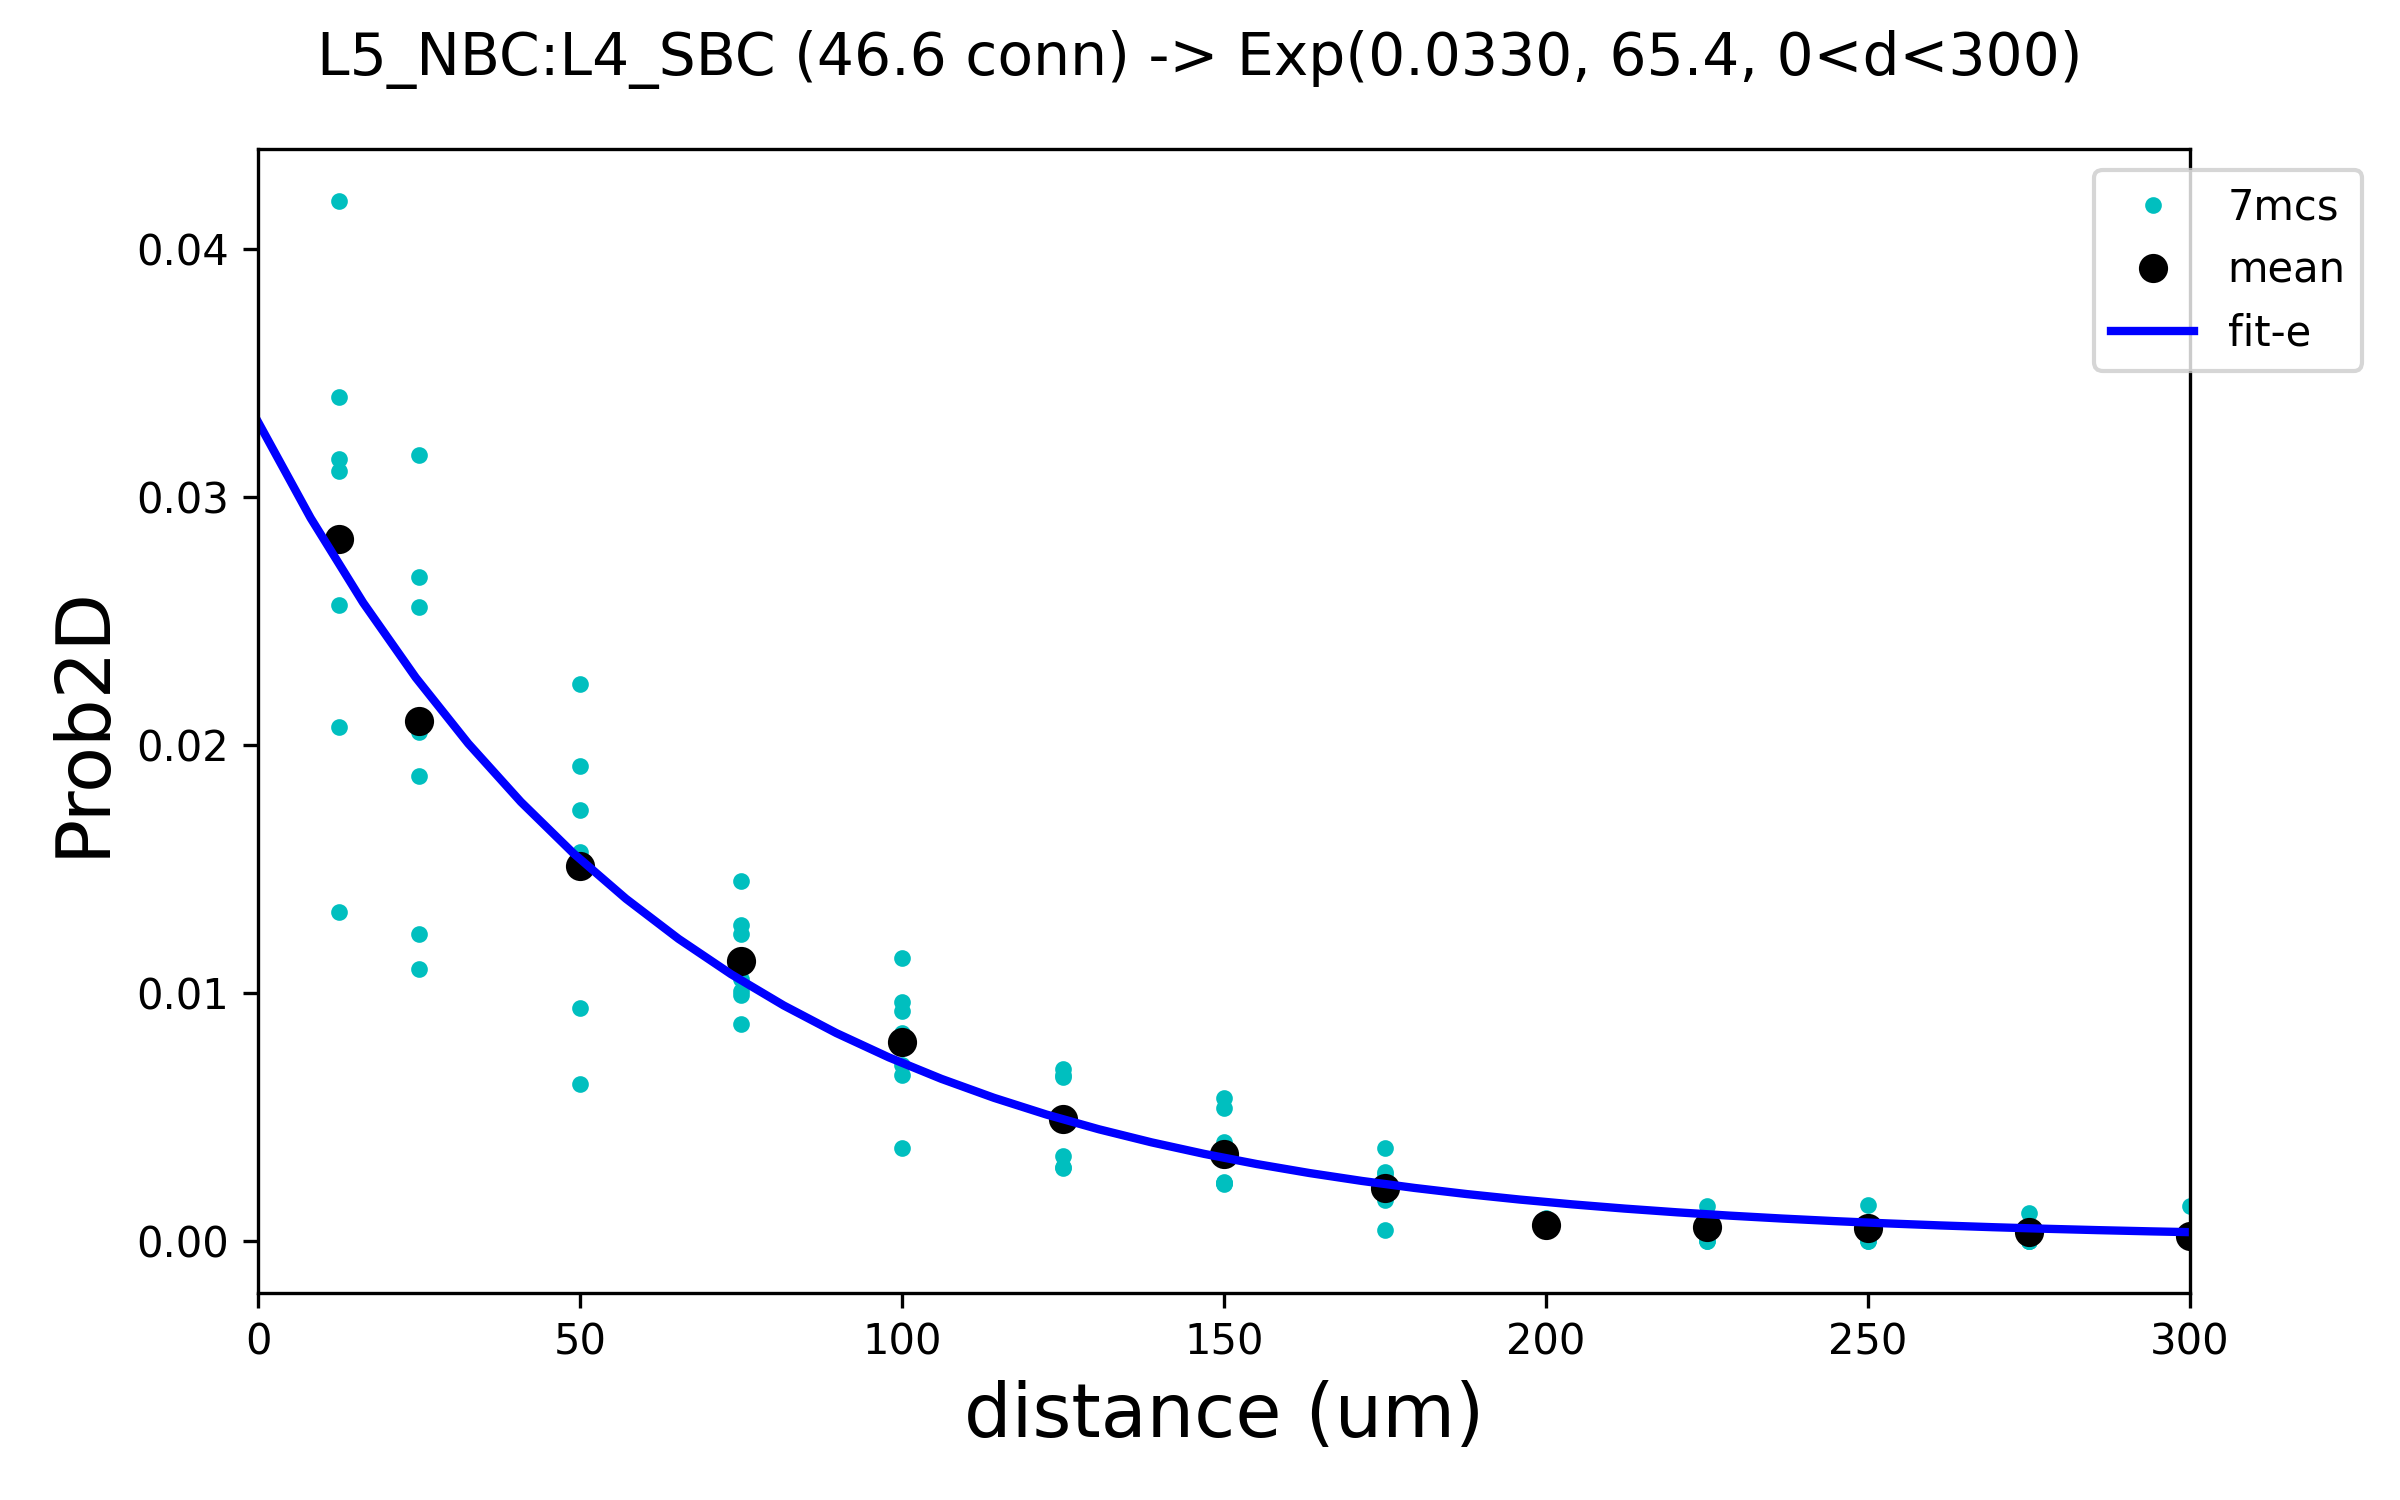 L5_NBC:L4_SBC (46.6 conn) -> Exp(0.0330, 65.4, 0<d<300)
7mcs
mean
fit-e
0.04
0.03
0.02
0.01
0.00
Prob2D
0
50
100
150
200
250
300
distance (um)